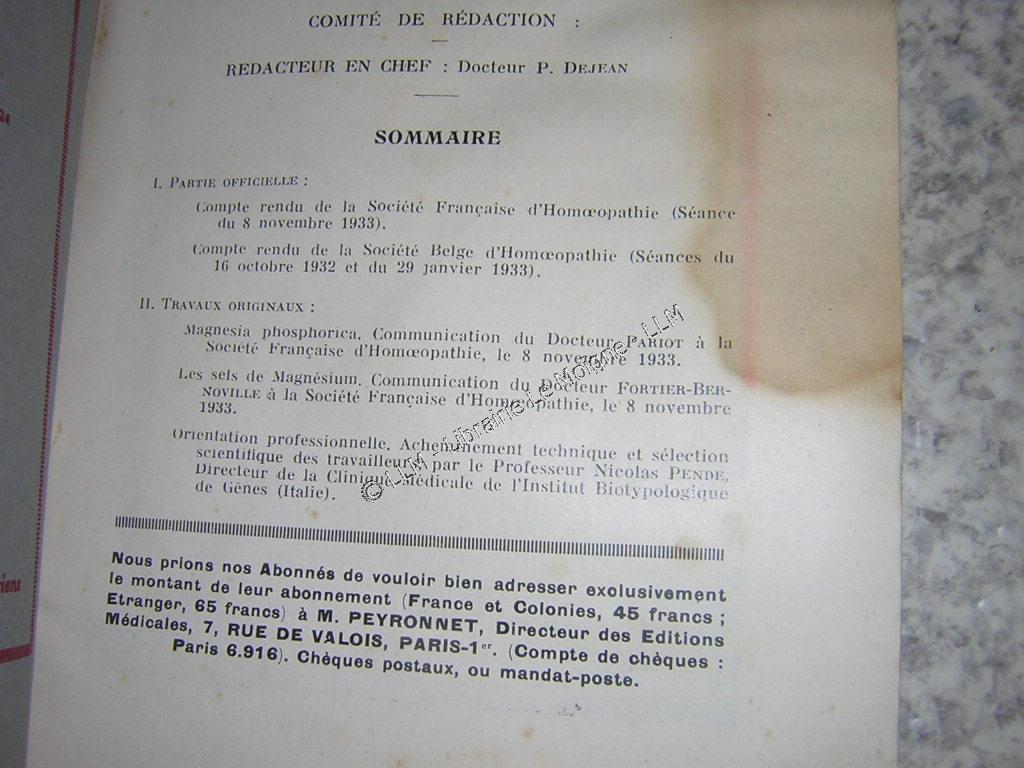 COMITÉ DE RÉDACTION :
REDACTEUR EN CHEF : Docteur P. DEJEAN
SOMMAIRE
I. PARTIE OFFICIELLE :
Compte rendu de la Société Française d'Homœopathie (Séance
du 8 novembre 1933).
Compte rendu de la Société Belge d'Homœopathie (Séances du
16 octobre 1932 et du 29 janvier 1933).
II. TRAVAUX ORIGINAUX :
Magnesia phosphorica. Communication du Docteur PARIOT à la
Société Française d'Homœopathie, le 8 novembre 1933.
Les sels de Magnésium. Communication du Docteur FORTIER-BER-
NOVILLE à la Société Française d'Homœopathie, le 8 novembre
1933.
Orientation professionnelle. Acheminement technique et sélection
scientifique des travailleurs par le Professeur Nicolas PENDE,
Directeur de la Clinique Médicale de l'Institut Biotypologique
de Gênes (Italie).
Nous prions nos Abonnés de vouloir bien adresser exclusivement
le montant de leur abonnement (France et Colonies, 45 francs ;
Etranger, 65 francs) à M. PEYRONNET, Directeur des Editions
Médicales, 7, RUE DE VALOIS, PARIS-1er. (Compte de chèques :
Paris 6.916). Chèques postaux, ou mandat-poste.
© LLM - Librairie Le Moigne - LLM